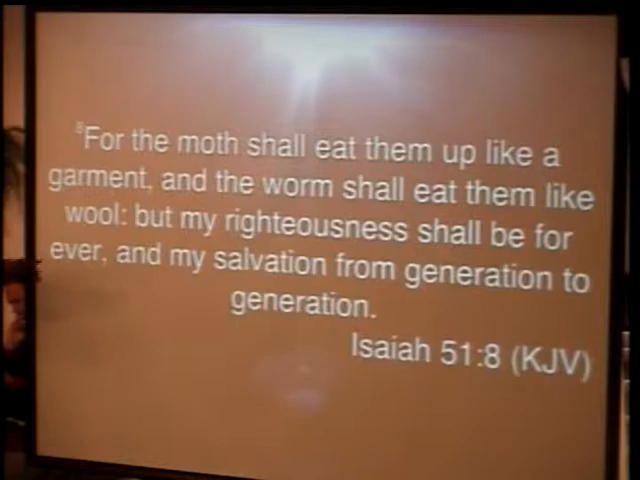 ⁸For the moth shall eat them up like a
garment, and the worm shall eat them like
wool: but my righteousness shall be for
ever, and my salvation from generation to
generation.
Isaiah 51:8 (KJV)